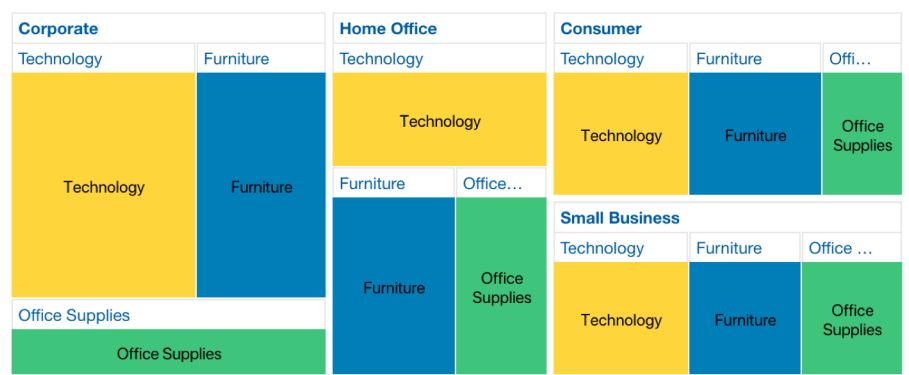 Corporate
Technology
Furniture
Technology
Furniture
Office Supplies
Office Supplies
Home Office
Technology
Technology
Furniture
Office...
Furniture
Office
Supplies
Consumer
Technology
Furniture
Offi...
Technology
Furniture
Office
Supplies
Small Business
Technology
Furniture
Office ...
Technology
Furniture
Office
Supplies